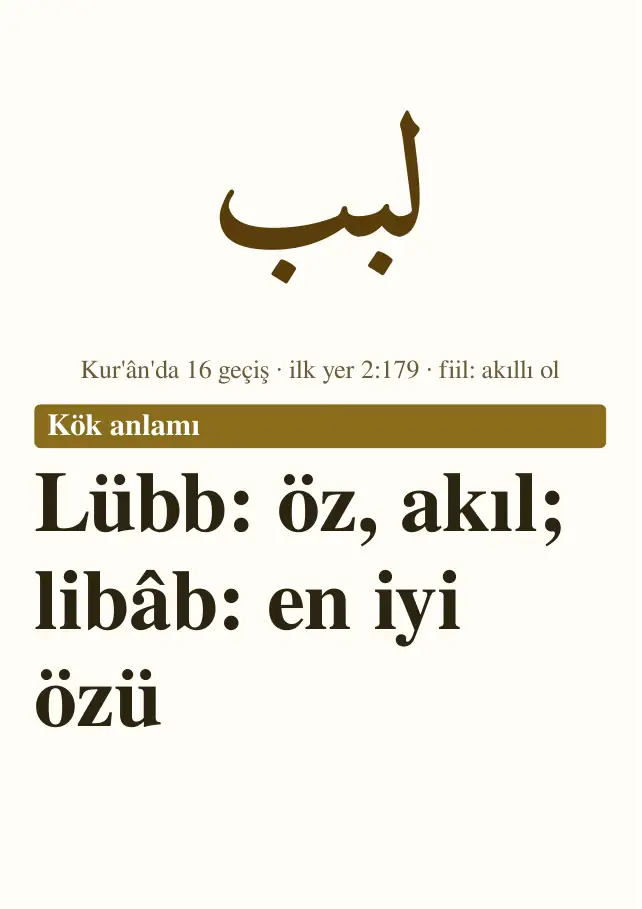 لبب
Kur'ân'da 16 geçiş · ilk yer 2:179 · fiil: akıllı ol
Kök anlamı
Lübb: öz, akıl;
libâb: en iyi
özü